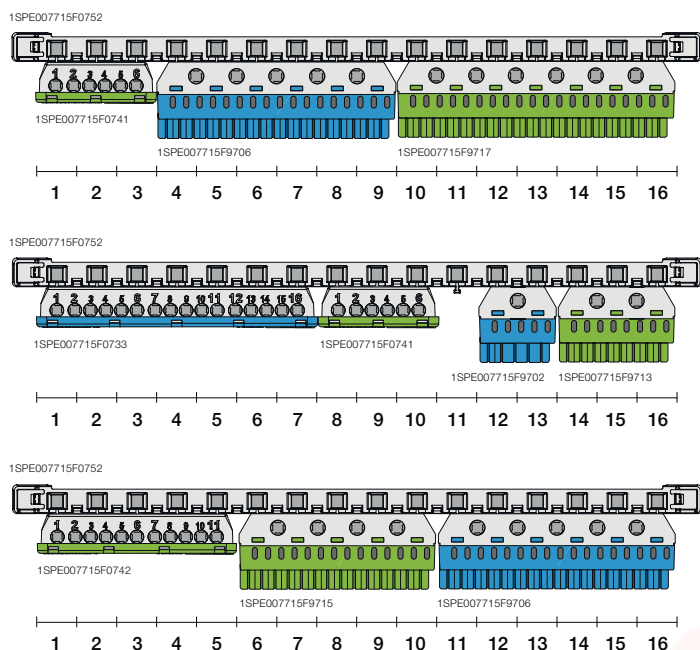 1SPE007715F0752
1 2 3 4 5 6
1SPE007715F0741
1SPE007715F9706
1SPE007715F9717
1 2 3 4 5 6 7 8 9 10 11 12 13 14 15 16
1SPE007715F0752
1 2 3 4 5 6 7 8 9 10 11 12 13 14 15 16
1 2 3 4 5 6
1SPE007715F0733
1SPE007715F0741
1SPE007715F9702
1SPE007715F9713
1 2 3 4 5 6 7 8 9 10 11 12 13 14 15 16
1SPE007715F0752
1 2 3 4 5 6 7 8 9 10 11
1SPE007715F0742
1SPE007715F9715
1SPE007715F9706
1 2 3 4 5 6 7 8 9 10 11 12 13 14 15 16